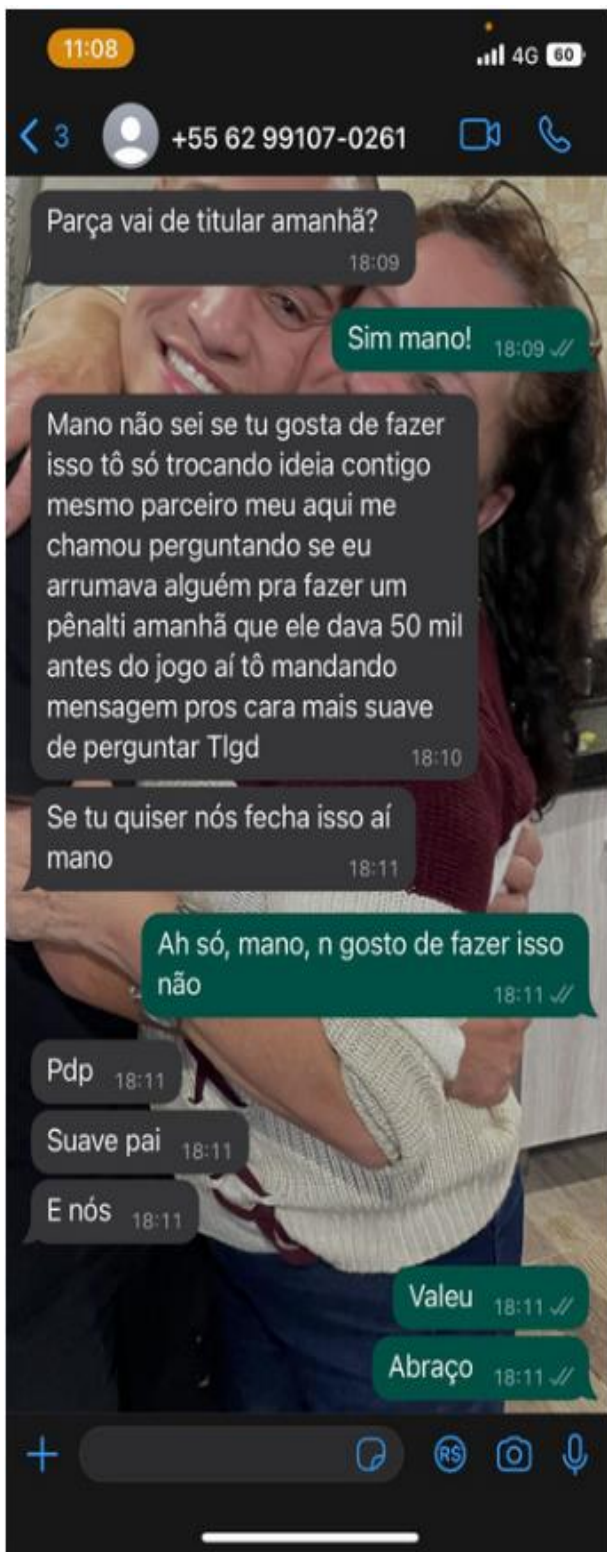 11:08
4G 60
3 +55 62 99107-0261
Parça vai de titular amanhã?
18:09
Sim mano! 18:09
Mano não sei se tu gosta de fazer
isso tô só trocando ideia contigo
mesmo parceiro meu aqui me
chamou perguntando se eu
arrumava alguém pra fazer um
pênalti amanhã que ele dava 50 mil
antes do jogo aí tô mandando
mensagem pros cara mais suave
de perguntar Tlgd 18:10
Se tu quiser nós fecha isso aí
mano 18:11
Ah só, mano, n gosto de fazer isso
não 18:11
Pdp 18:11
Suave pai 18:11
E nós 18:11
Valeu 18:11
Abraço 18:11
R$